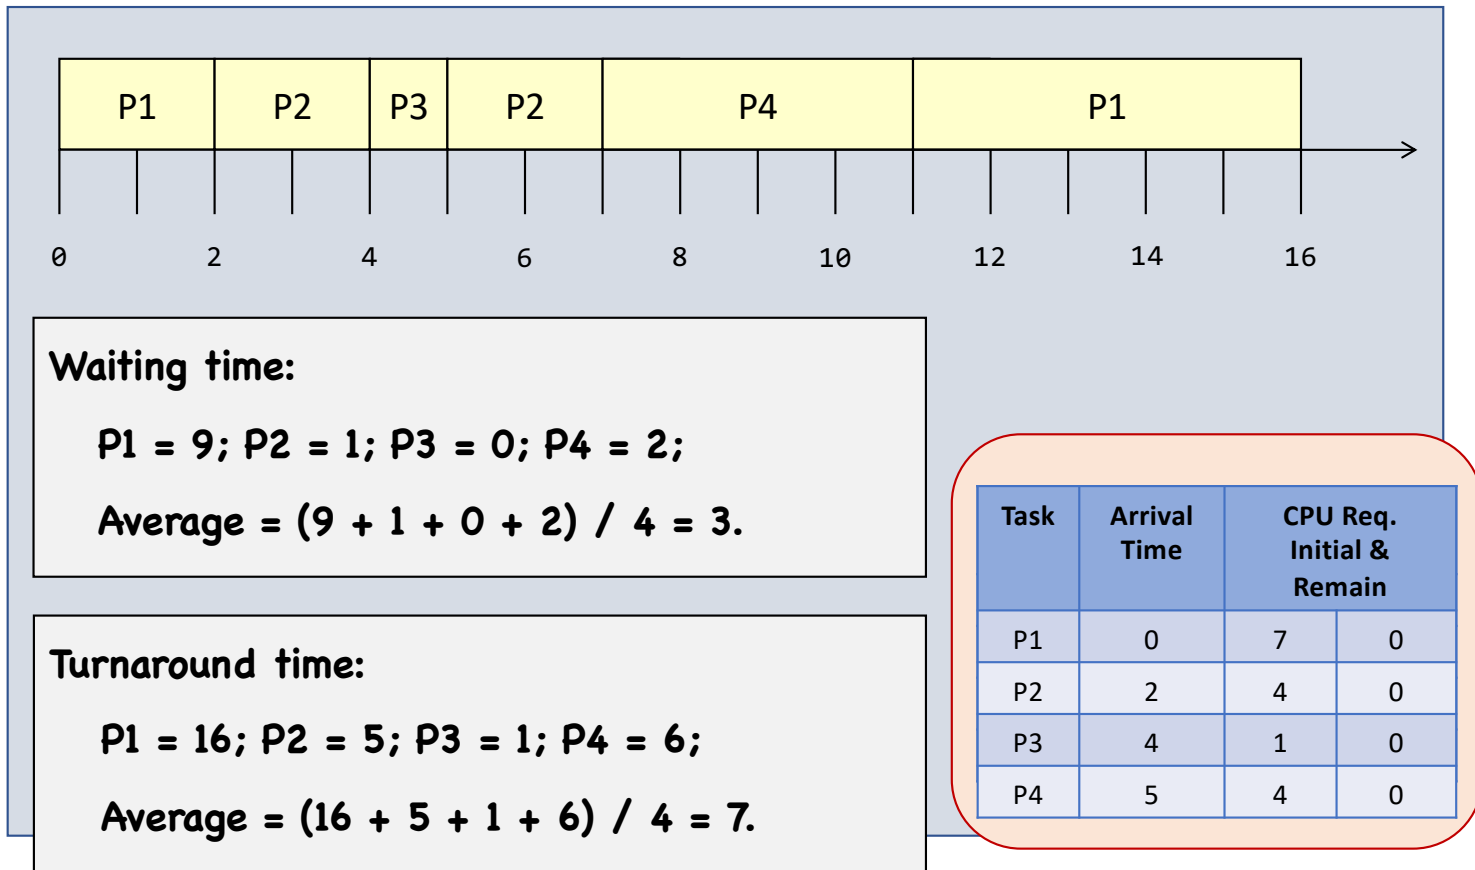 P1 P2 P3 P2 P4 P1
0 2 4 6 8 10 12 14 16
Waiting time:
P1 = 9; P2 = 1; P3 = 0; P4 = 2;
Average = (9 + 1 + 0 + 2) / 4 = 3.
Turnaround time:
P1 = 16; P2 = 5; P3 = 1; P4 = 6;
Average = (16 + 5 + 1 + 6) / 4 = 7.
Task Arrival CPU Req.
Time Initial &
Remain
P1 0 7 0
P2 2 4 0
P3 4 1 0
P4 5 4 0